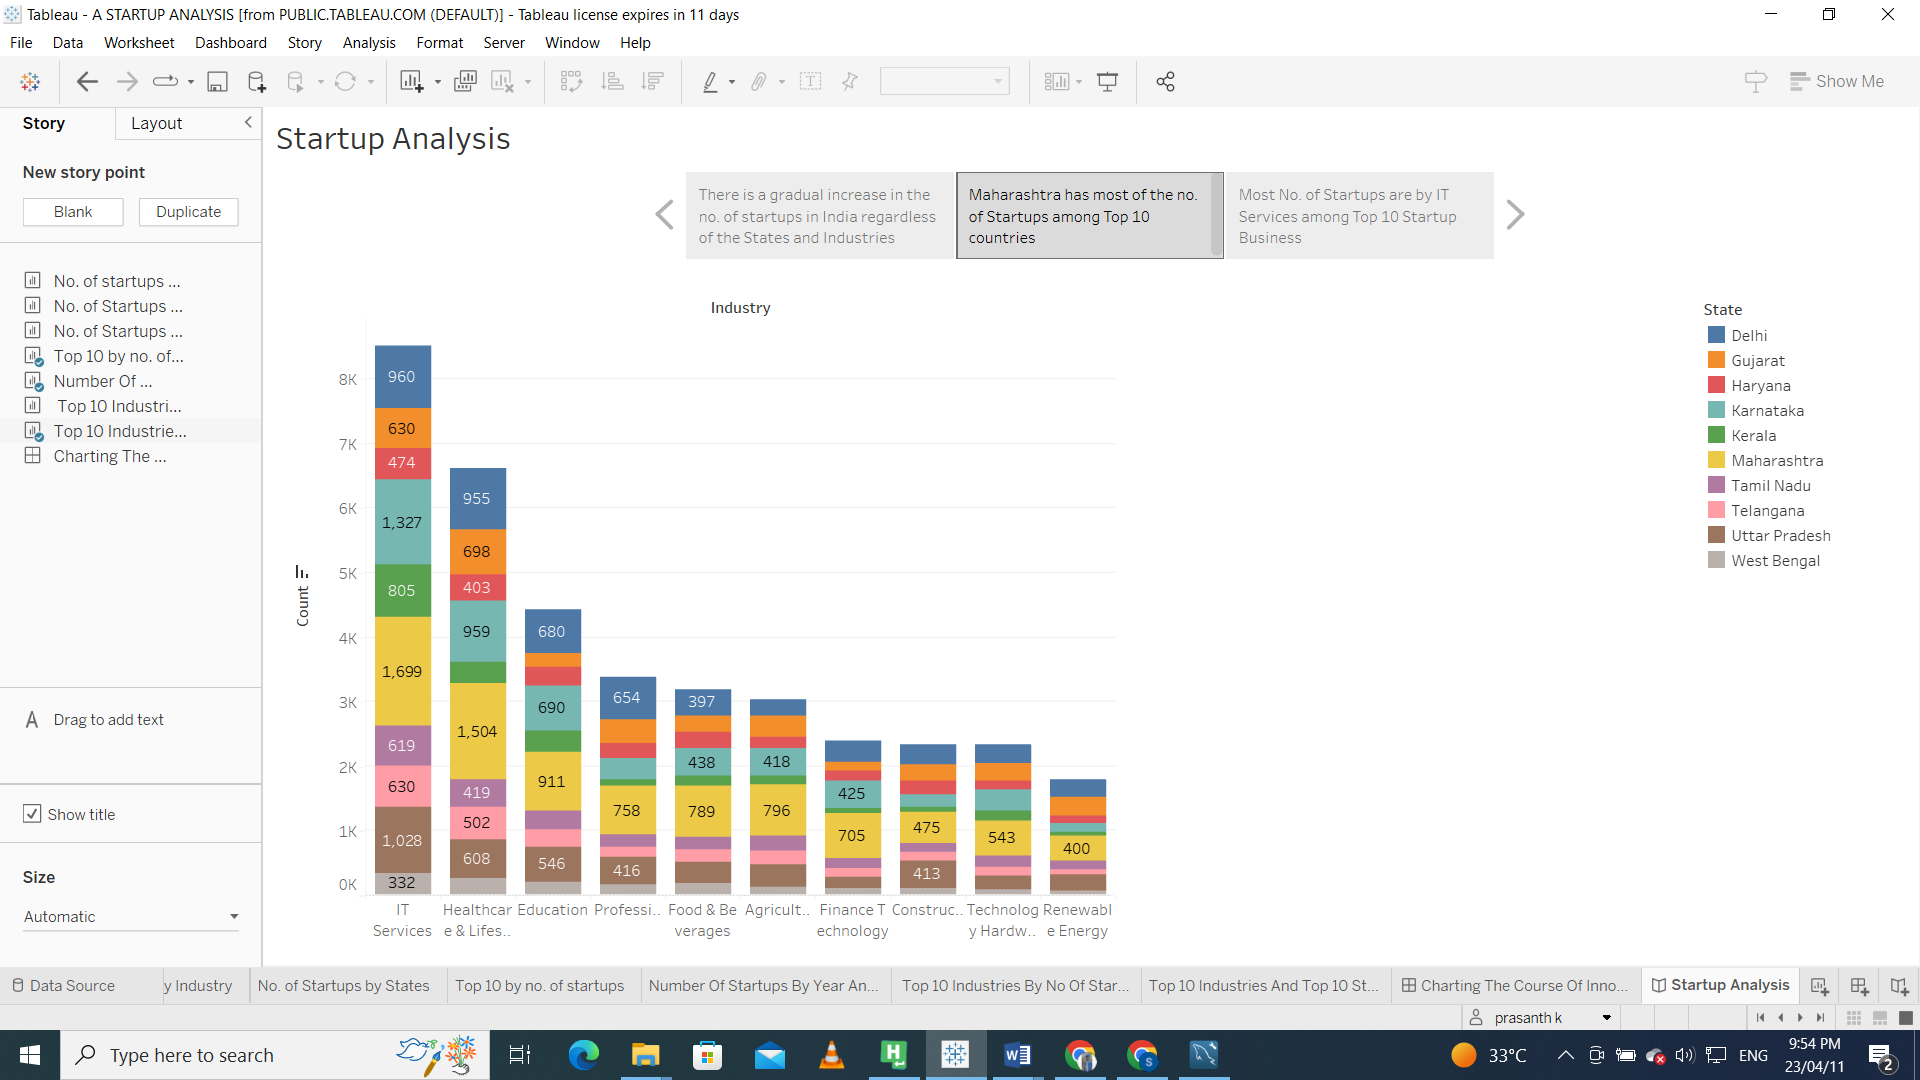 Tableau - A STARTUP ANALYSIS [from PUBLIC.TABLEAU.COM (DEFAULT)] - Tableau license expires in 11 days
File Data Worksheet Dashboard Story Analysis Format Server Window Help
Show Me
Story Layout
New story point
Blank Duplicate
No. of startups ...
No. of Startups ...
No. of Startups ...
Top 10 by no. of...
Number Of ...
Top 10 Industri...
Top 10 Industrie...
Charting The ...
Drag to add text
Show title
Size
Automatic
Startup Analysis
There is a gradual increase in the
no. of startups in India regardless
of the States and Industries
Maharashtra has most of the no.
of Startups among Top 10
countries
Most No. of Startups are by IT
Services among Top 10 Startup
Business
Industry
Count
8K
7K
6K
5K
4K
3K
2K
1K
0K
960
630
474
1,327
805
1,699
619
630
1,028
332
955
698
403
959
1,504
419
502
608
680
690
911
546
654
758
416
397
438
789
418
796
425
705
475
413
543
400
IT
Services
Healthcar
e & Lifes..
Education
Professi..
Food & Be
verages
Agricult..
Finance T
echnology
Construc..
Technolog
y Hardw..
Renewabl
e Energy
State
Delhi
Gujarat
Haryana
Karnataka
Kerala
Maharashtra
Tamil Nadu
Telangana
Uttar Pradesh
West Bengal
Data Source y Industry No. of Startups by States Top 10 by no. of startups Number Of Startups By Year An... Top 10 Industries By No Of Star... Top 10 Industries And Top 10 St... Charting The Course Of Inno... Startup Analysis
prasanth k
Type here to search
33°C
ENG
9:54 PM
23/04/11
2